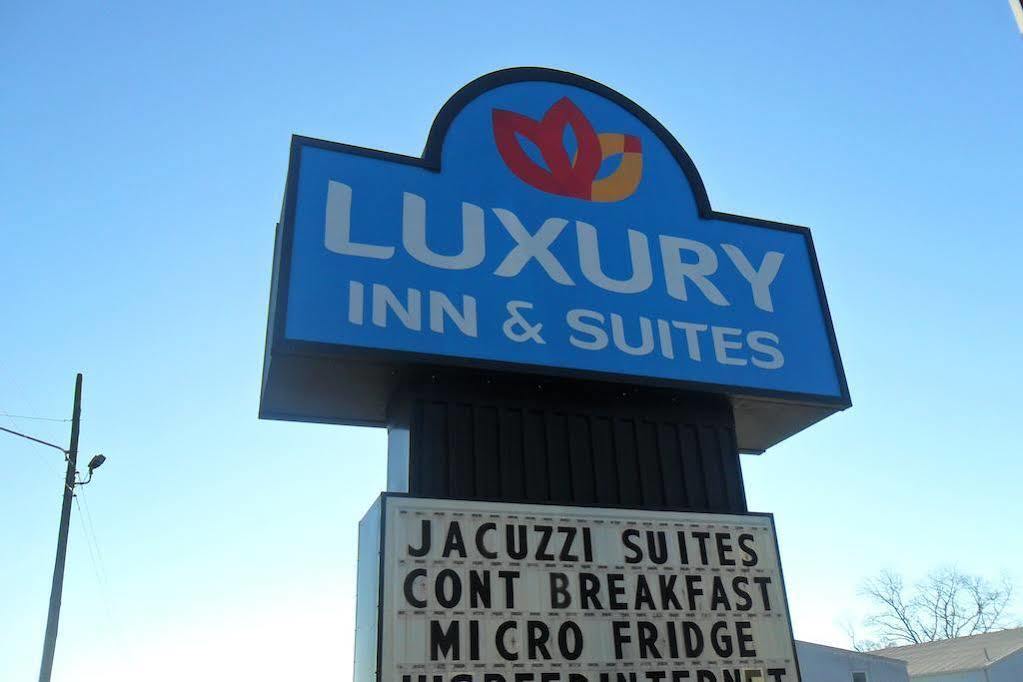 LUXURY
INN & SUITES
JACUZZI SUITES
CONT BREAKFAST
MICRO FRIDGE